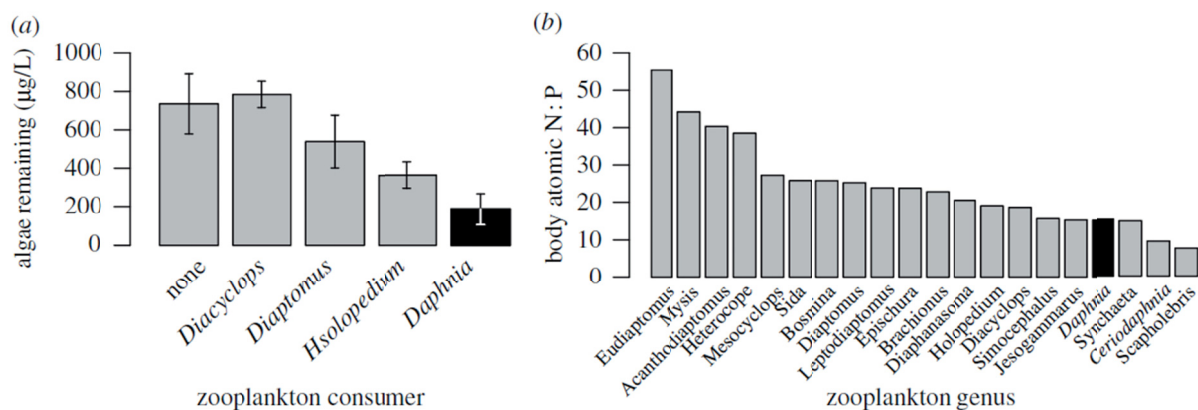 (a)
algae remaining (µg/L)
1000
800
600
400
200
0
none
Diacyclops
Diaptomus
Hsolopedium
Daphnia
zooplankton consumer
(b)
body atomic N : P
60
50
40
30
20
10
0
Eudiaptomus
Mysis
Acanthodiaptomus
Heterocope
Mesocyclops
Sida
Bosmina
Diaptomus
Leptodiaptomus
Epischura
Brachionus
Diaphanasoma
Holopedium
Diacyclops
Simocephalus
Jesogammarus
Daphnia
Synchaeta
Ceriodaphnia
Scapholebris
zooplankton genus